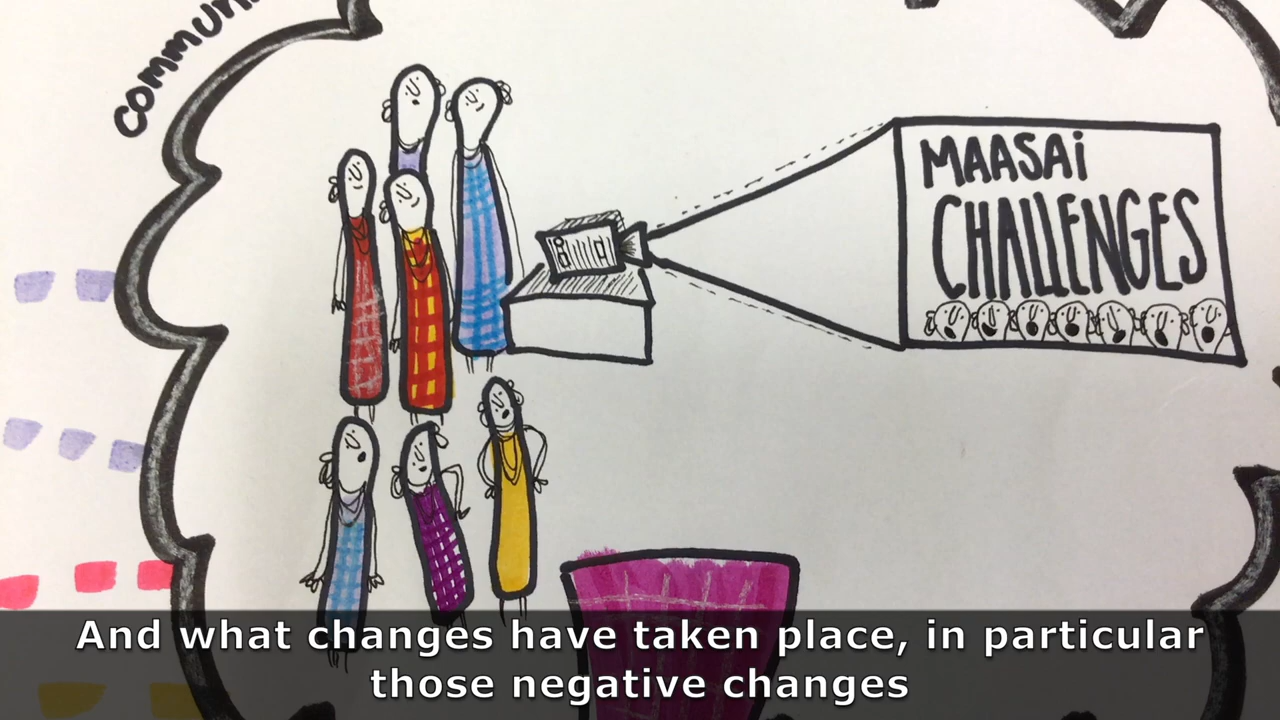 MAASAi
CHALLENGES
And what changes have taken place, in particular
those negative changes